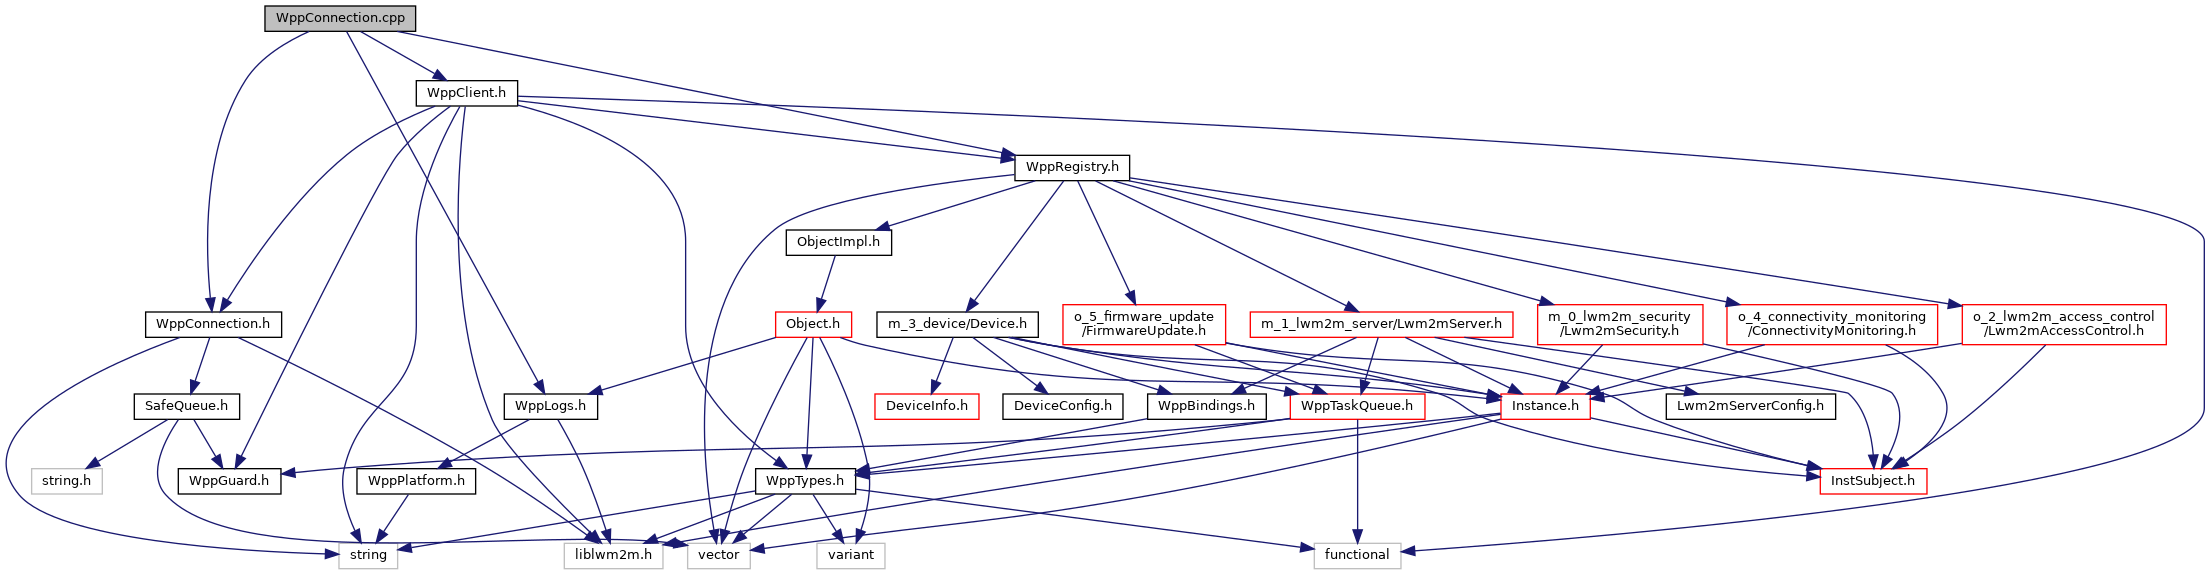 WppConnection.cpp
WppClient.h
WppRegistry.h
ObjectImpl.h
WppConnection.h
Object.h
m_3_device/Device.h
o_5_firmware_update
/FirmwareUpdate.h
m_1_lwm2m_server/Lwm2mServer.h
m_0_lwm2m_security
/Lwm2mSecurity.h
o_4_connectivity_monitoring
/ConnectivityMonitoring.h
o_2_lwm2m_access_control
/Lwm2mAccessControl.h
SafeQueue.h
WppLogs.h
DeviceInfo.h
DeviceConfig.h
WppBindings.h
WppTaskQueue.h
Instance.h
Lwm2mServerConfig.h
string.h
WppGuard.h
WppPlatform.h
WppTypes.h
InstSubject.h
string
liblwm2m.h
vector
variant
functional